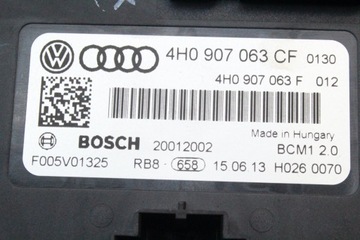 4H0 907 063 CF 0130
4H0 907 063 F 012
Made in Hungary
BOSCH 20012002 BCM1 2.0
F005V01325 RB8- 658 15 06 13 H026 0070